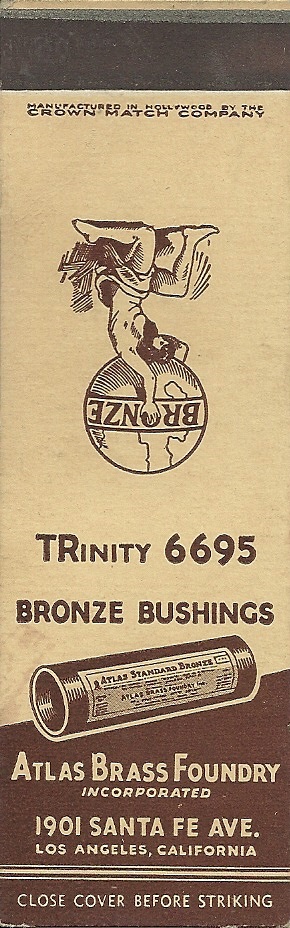 MANUFACTURED IN HOLLYWOOD BY THE
CROWN MATCH COMPANY
BRONZE
TRINITY 6695
BRONZE BUSHINGS
ATLAS STANDARD BRONZE
ATLAS BRASS FOUNDRY INC.
ATLAS BRASS FOUNDRY
INCORPORATED
1901 SANTA FE AVE.
LOS ANGELES, CALIFORNIA
CLOSE COVER BEFORE STRIKING